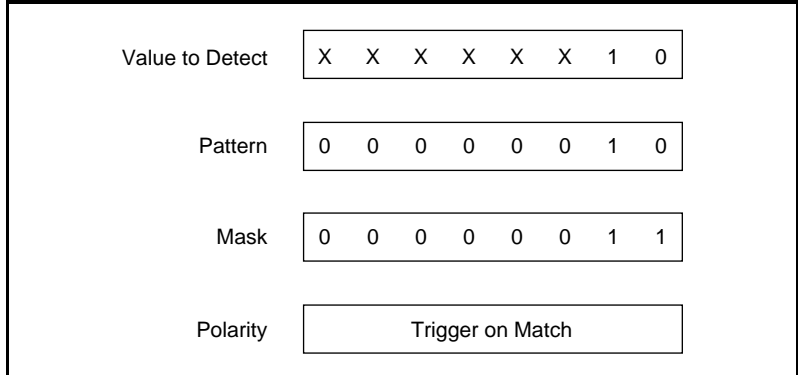 Value to Detect X X X X X X 1 0
Pattern 0 0 0 0 0 0 1 0
Mask 0 0 0 0 0 0 1 1
Polarity Trigger on Match